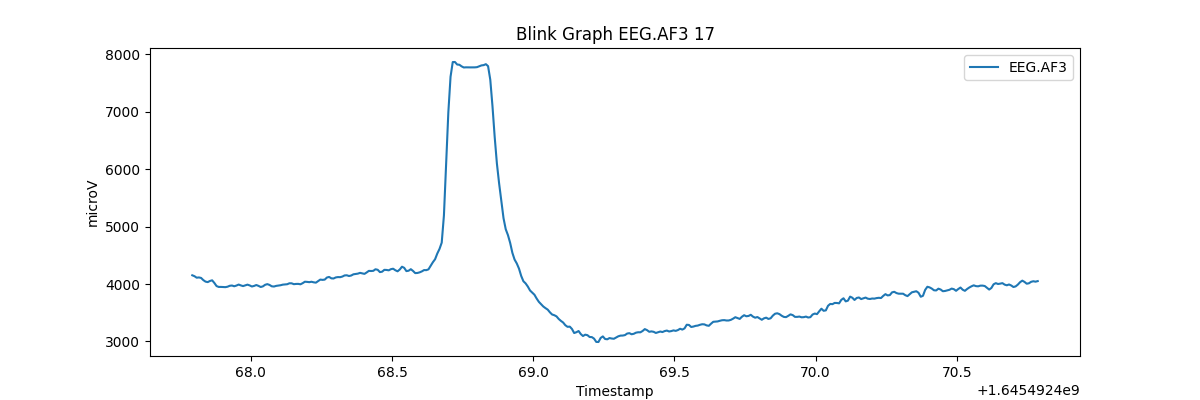 Blink Graph EEG.AF3 17
EEG.AF3
8000
7000
6000
5000
4000
3000
microV
68.0 68.5 69.0 69.5 70.0 70.5
Timestamp
+1.6454924e9